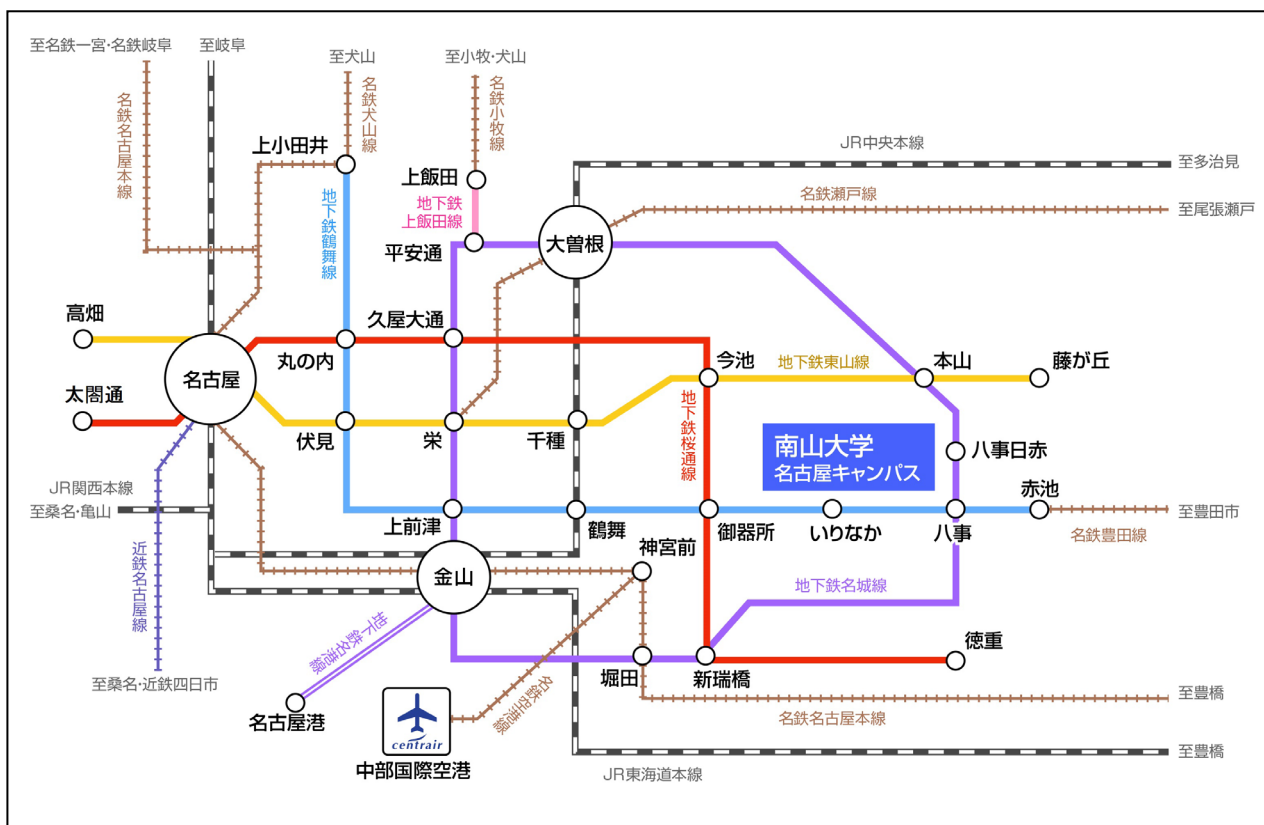 至名鉄一宮・名鉄岐阜
至岐阜
至犬山
至小牧・犬山
名鉄名古屋本線
名鉄犬山線
名鉄小牧線
JR中央本線
至多治見
上小田井
上飯田
地下鉄
上飯田線
地下鉄鶴舞線
名鉄瀬戸線
至尾張瀬戸
平安通
大曽根
高畑
久屋大通
丸の内
名古屋
今池
地下鉄東山線
本山
藤が丘
太閤通
伏見
栄
千種
地下鉄桜通線
南山大学
名古屋キャンパス
八事日赤
JR関西本線
至桑名・亀山
赤池
上前津
鶴舞
御器所
いりなか
八事
至豊田市
名鉄豊田線
近鉄名古屋線
金山
神宮前
地下鉄名城線
地下鉄名港線
徳重
堀田
新瑞橋
至桑名・近鉄四日市
名鉄空港線
至豊橋
名古屋港
名鉄名古屋本線
centrair
中部国際空港
至豊橋
JR東海道本線